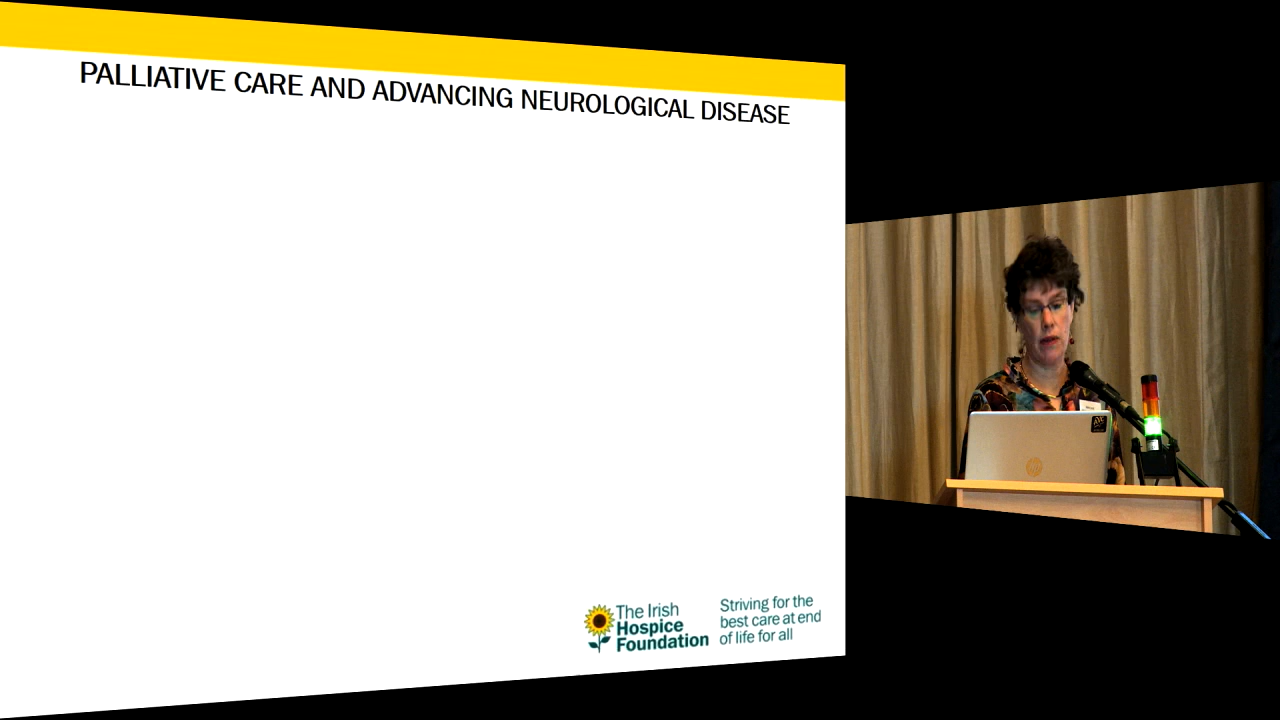 PALLIATIVE CARE AND ADVANCING NEUROLOGICAL DISEASE
The Irish
Hospice
Foundation
Striving for the
best care at end
of life for all